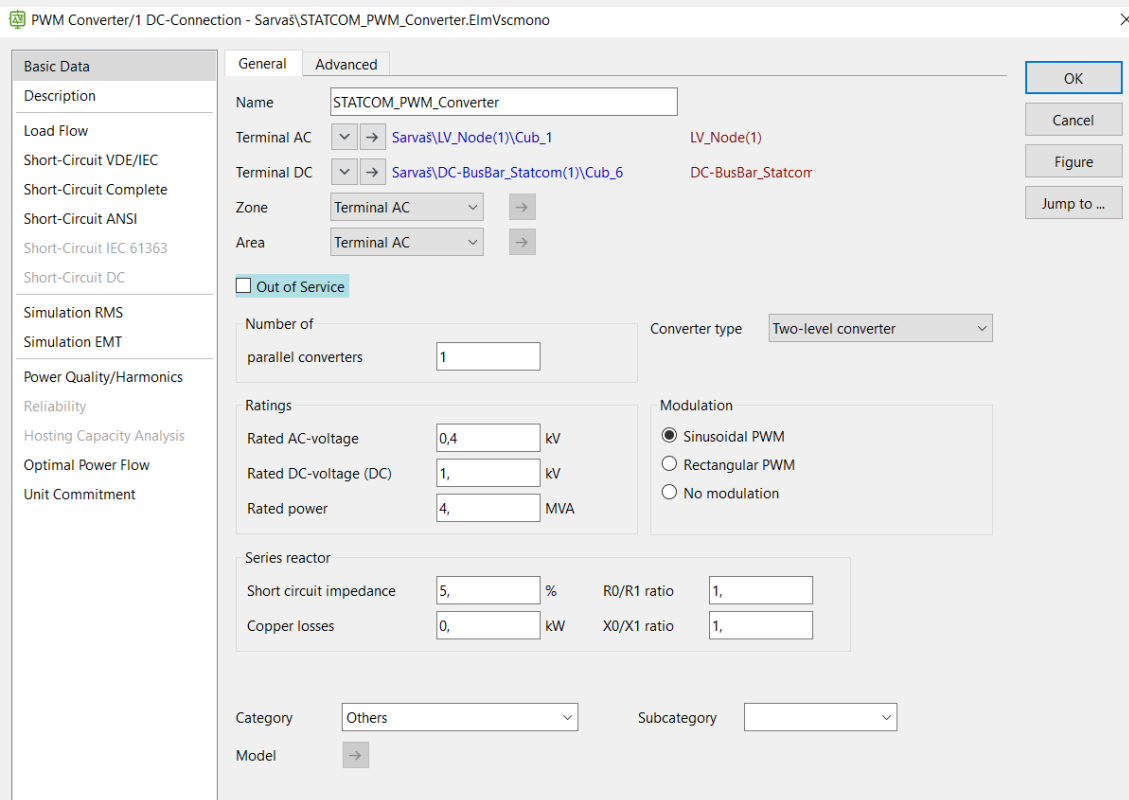 PWM Converter/1 DC-Connection - Sarvaš\STATCOM_PWM_Converter.ElmVscmono
Basic Data
Description
Load Flow
Short-Circuit VDE/IEC
Short-Circuit Complete
Short-Circuit ANSI
Short-Circuit IEC 61363
Short-Circuit DC
Simulation RMS
Simulation EMT
Power Quality/Harmonics
Reliability
Hosting Capacity Analysis
Optimal Power Flow
Unit Commitment
General Advanced
Name STATCOM_PWM_Converter
Terminal AC Sarvaš\LV_Node(1)\Cub_1 LV_Node(1)
Terminal DC Sarvaš\DC-BusBar_Statcom(1)\Cub_6 DC-BusBar_Statcom
Zone Terminal AC
Area Terminal AC
Out of Service
Number of
parallel converters 1
Converter type Two-level converter
Ratings
Rated AC-voltage 0,4 kV
Rated DC-voltage (DC) 1, kV
Rated power 4, MVA
Modulation
Sinusoidal PWM
Rectangular PWM
No modulation
Series reactor
Short circuit impedance 5, % R0/R1 ratio 1,
Copper losses 0, kW X0/X1 ratio 1,
Category Others Subcategory
Model
OK
Cancel
Figure
Jump to ...